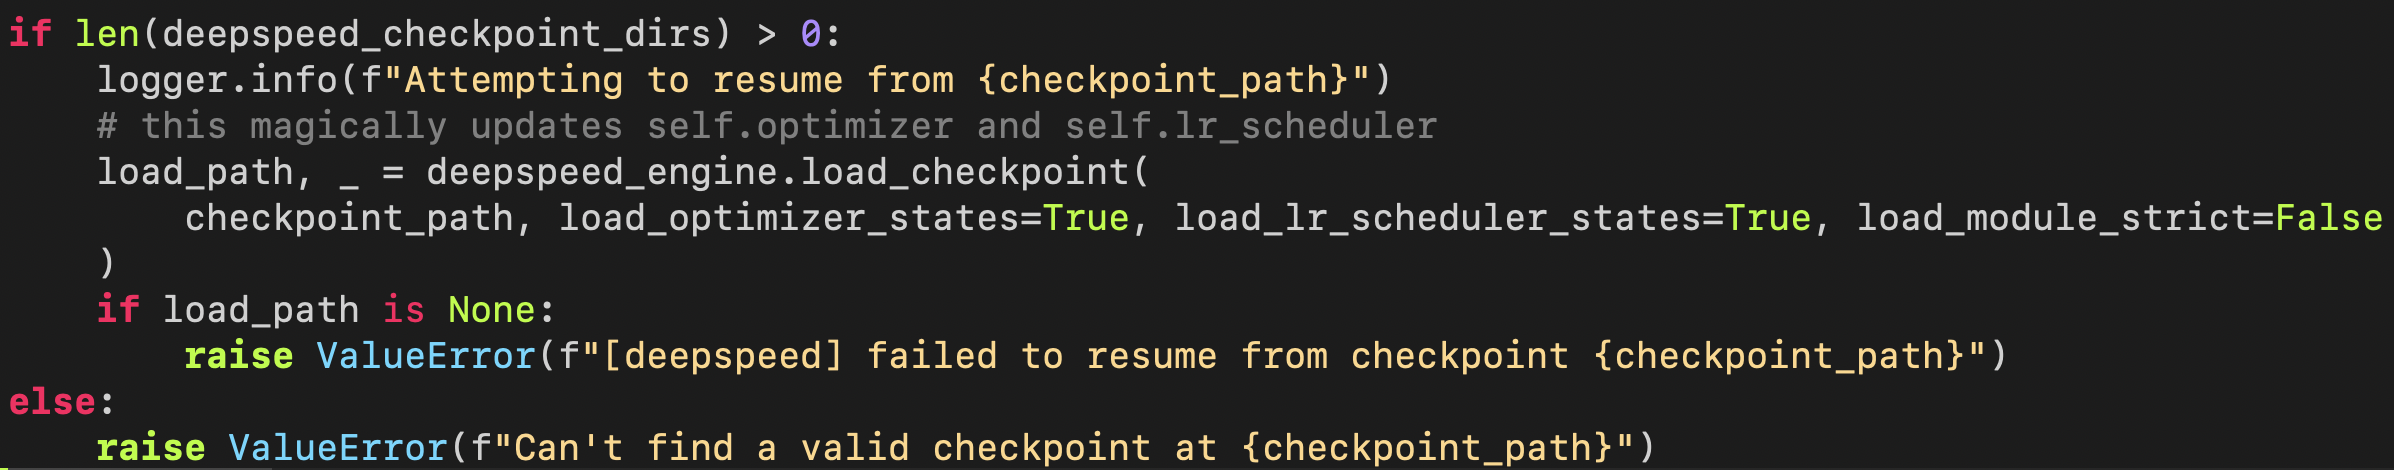 if len(deepspeed_checkpoint_dirs) > 0:
    logger.info(f"Attempting to resume from {checkpoint_path}")
    # this magically updates self.optimizer and self.lr_scheduler
    load_path, _ = deepspeed_engine.load_checkpoint(
        checkpoint_path, load_optimizer_states=True, load_lr_scheduler_states=True, load_module_strict=False
    )
    if load_path is None:
        raise ValueError(f"[deepspeed] failed to resume from checkpoint {checkpoint_path}")
else:
    raise ValueError(f"Can't find a valid checkpoint at {checkpoint_path}")